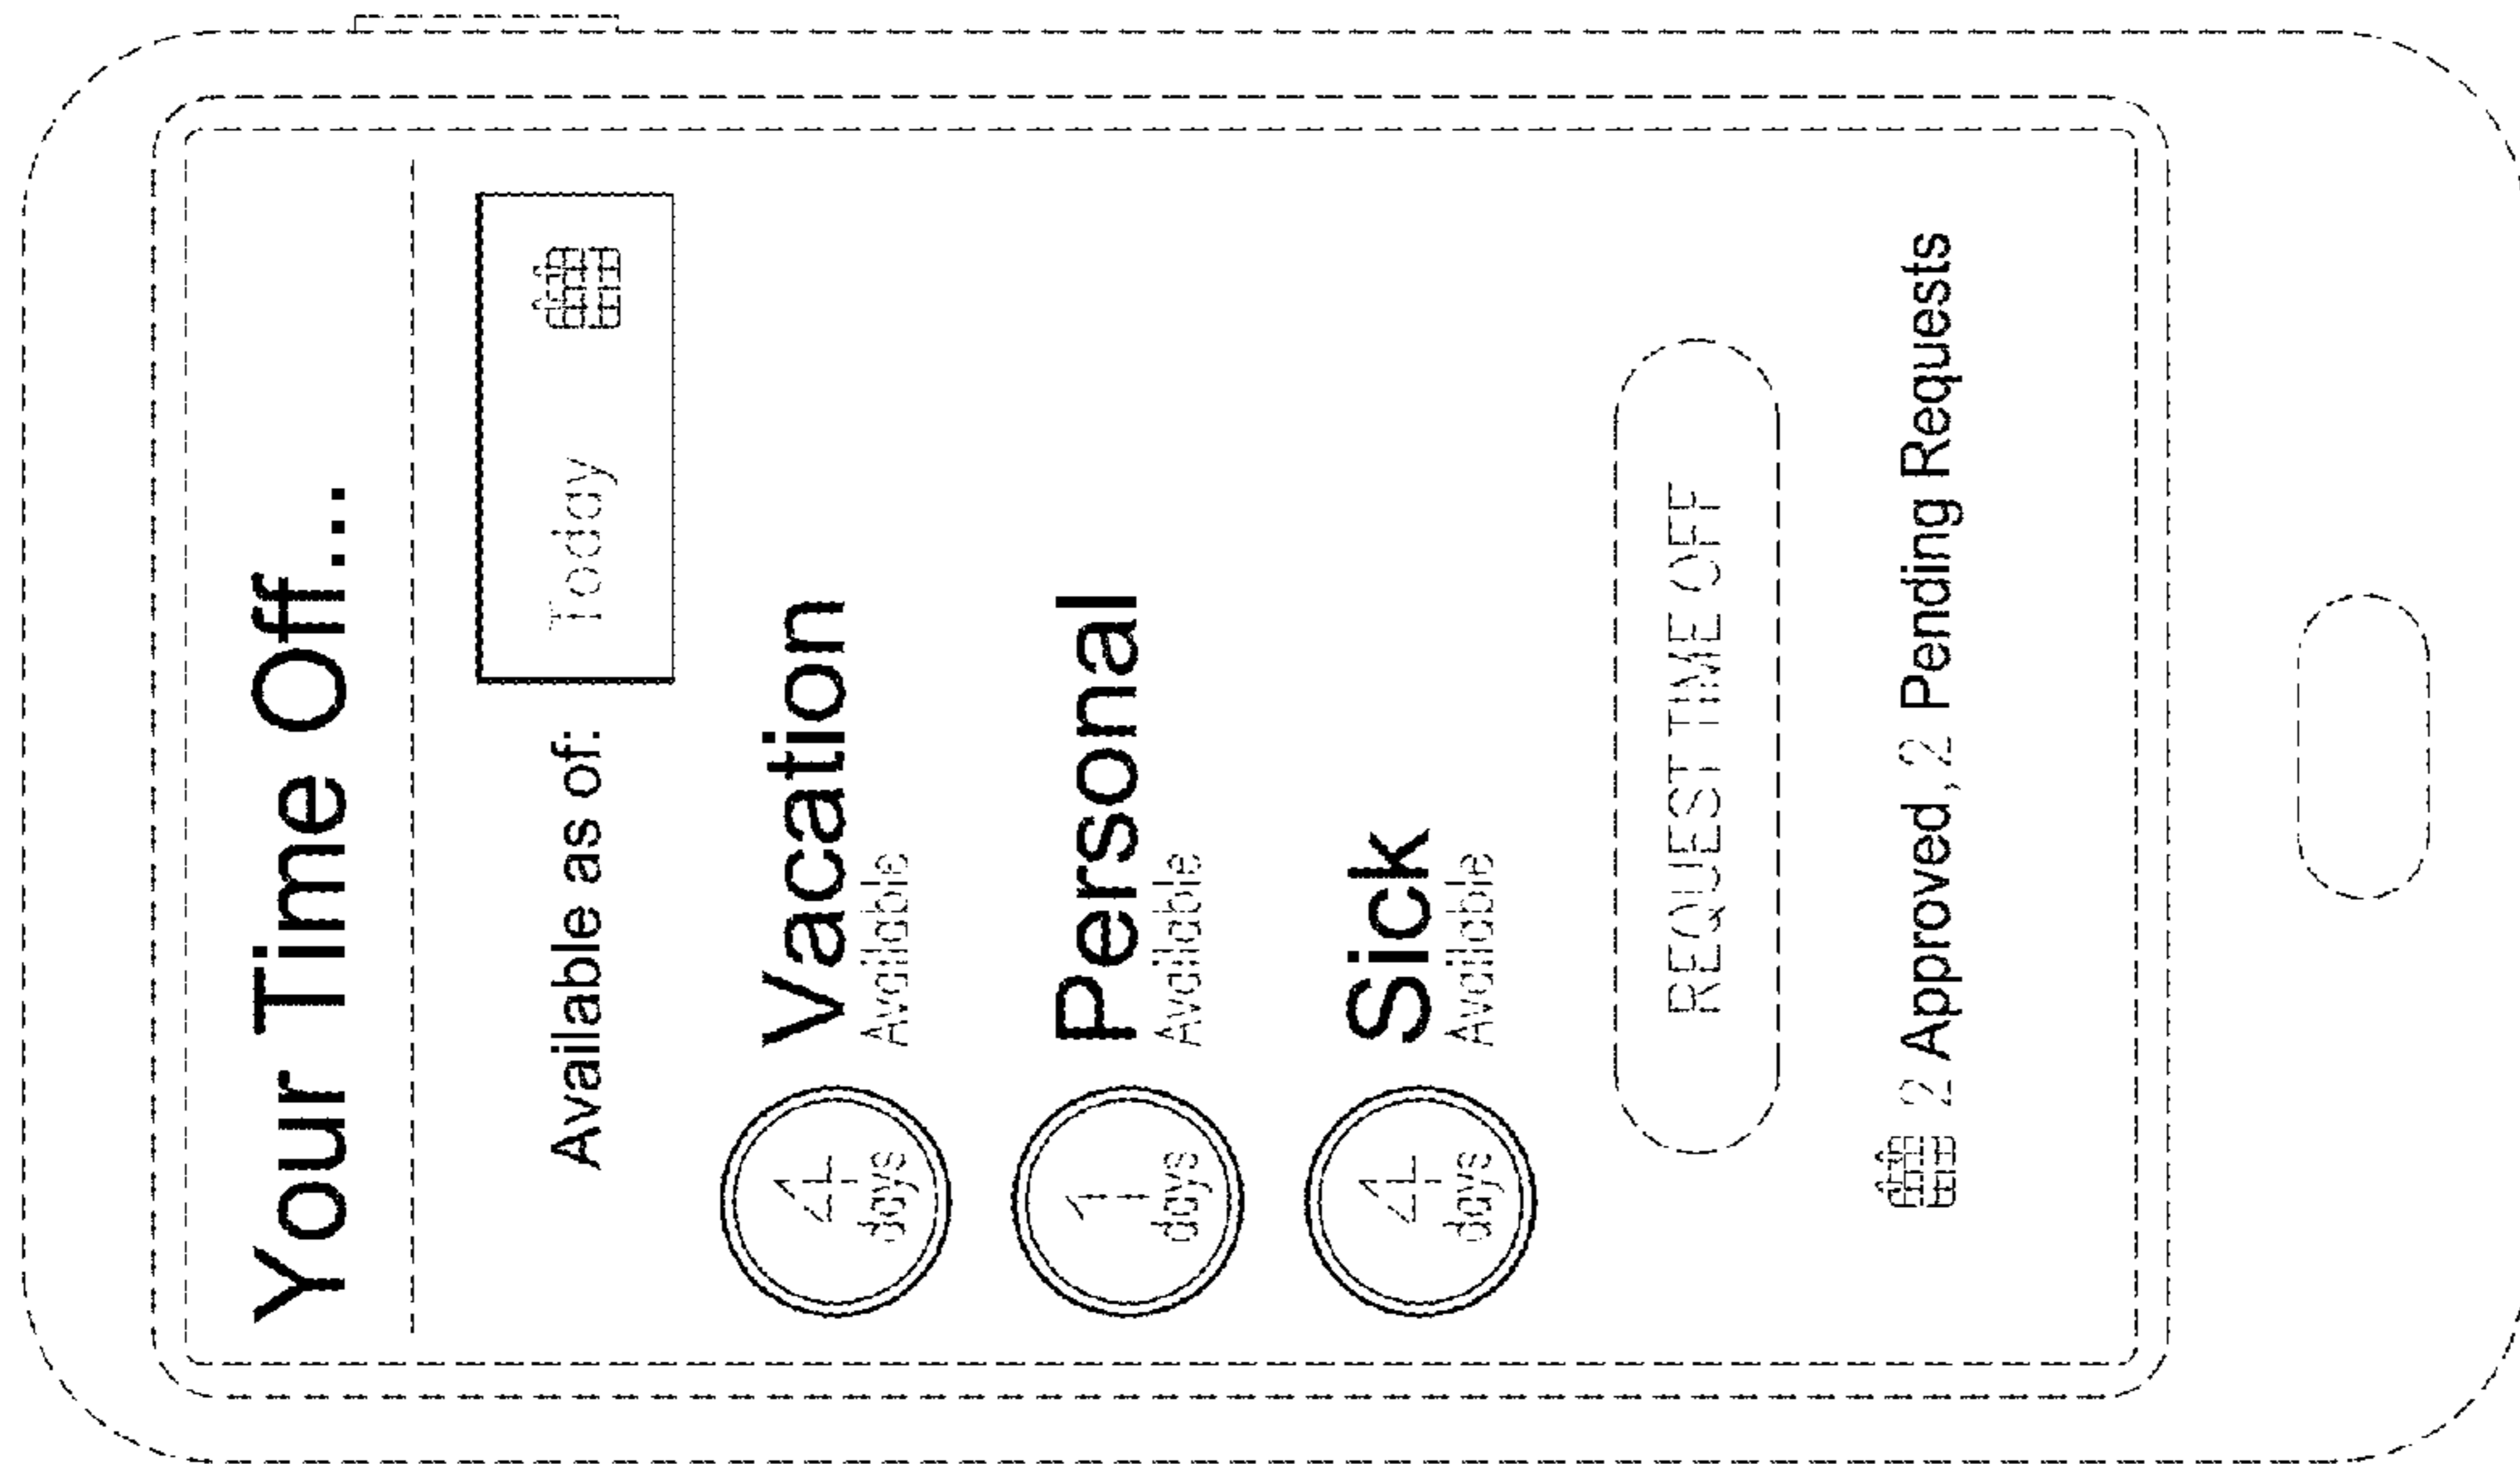 Your Time Off...
Available as of: Today
4 days Vacation
Available
1 days Personal
Available
4 days Sick
Available
REQUEST TIME OFF
2 Approved, 2 Pending Requests